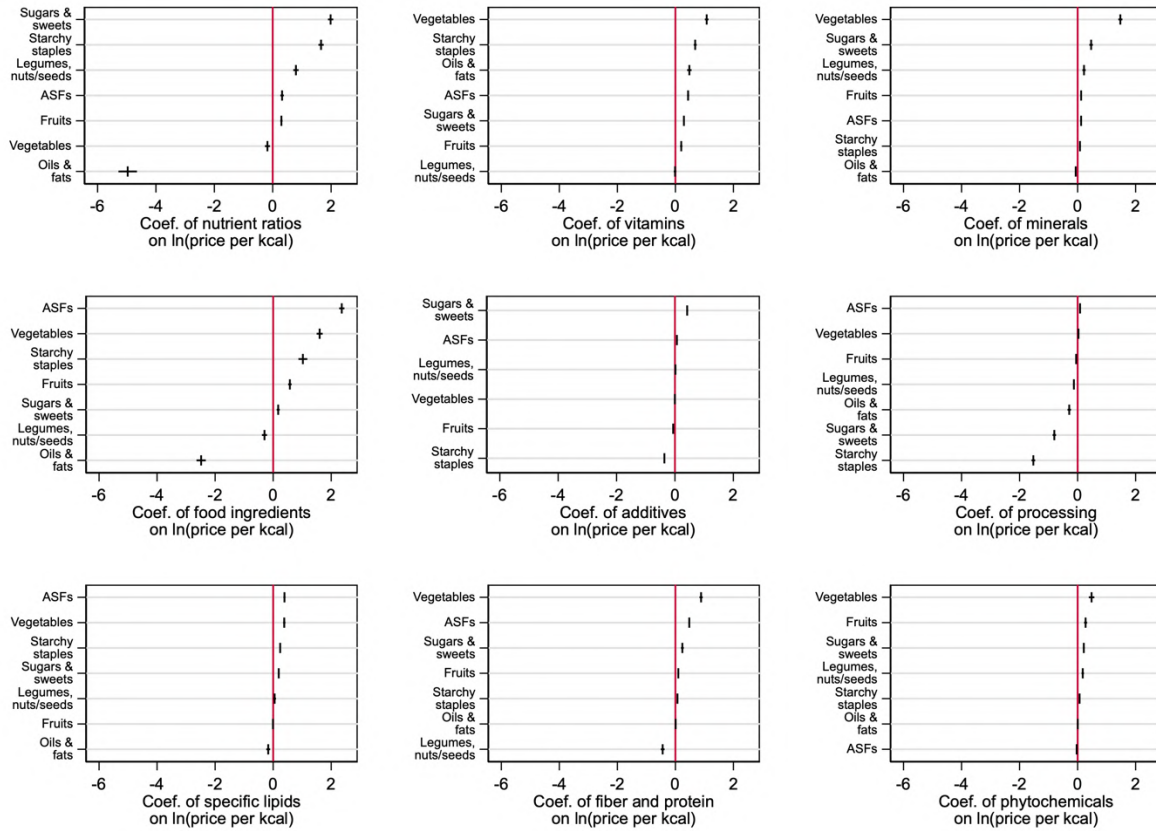 Sugars &
sweets
Starchy
staples
Legumes,
nuts/seeds
ASFs
Fruits
Vegetables
Oils &
fats
-6 -4 -2 0 2
Coef. of nutrient ratios
on ln(price per kcal)
Vegetables
Starchy
staples
Oils &
fats
ASFs
Sugars &
sweets
Fruits
Legumes,
nuts/seeds
-6 -4 -2 0 2
Coef. of vitamins
on ln(price per kcal)
Vegetables
Sugars &
sweets
Legumes,
nuts/seeds
Fruits
ASFs
Starchy
staples
Oils &
fats
-6 -4 -2 0 2
Coef. of minerals
on ln(price per kcal)
ASFs
Vegetables
Starchy
staples
Fruits
Sugars &
sweets
Legumes,
nuts/seeds
Oils &
fats
-6 -4 -2 0 2
Coef. of food ingredients
on ln(price per kcal)
Sugars &
sweets
ASFs
Legumes,
nuts/seeds
Vegetables
Fruits
Starchy
staples
-6 -4 -2 0 2
Coef. of additives
on ln(price per kcal)
ASFs
Vegetables
Fruits
Legumes,
nuts/seeds
Oils &
fats
Sugars &
sweets
Starchy
staples
-6 -4 -2 0 2
Coef. of processing
on ln(price per kcal)
ASFs
Vegetables
Starchy
staples
Sugars &
sweets
Legumes,
nuts/seeds
Fruits
Oils &
fats
-6 -4 -2 0 2
Coef. of specific lipids
on ln(price per kcal)
Vegetables
ASFs
Sugars &
sweets
Fruits
Starchy
staples
Oils &
fats
Legumes,
nuts/seeds
-6 -4 -2 0 2
Coef. of fiber and protein
on ln(price per kcal)
Vegetables
Fruits
Sugars &
sweets
Legumes,
nuts/seeds
Starchy
staples
Oils &
fats
ASFs
-6 -4 -2 0 2
Coef. of phytochemicals
on ln(price per kcal)